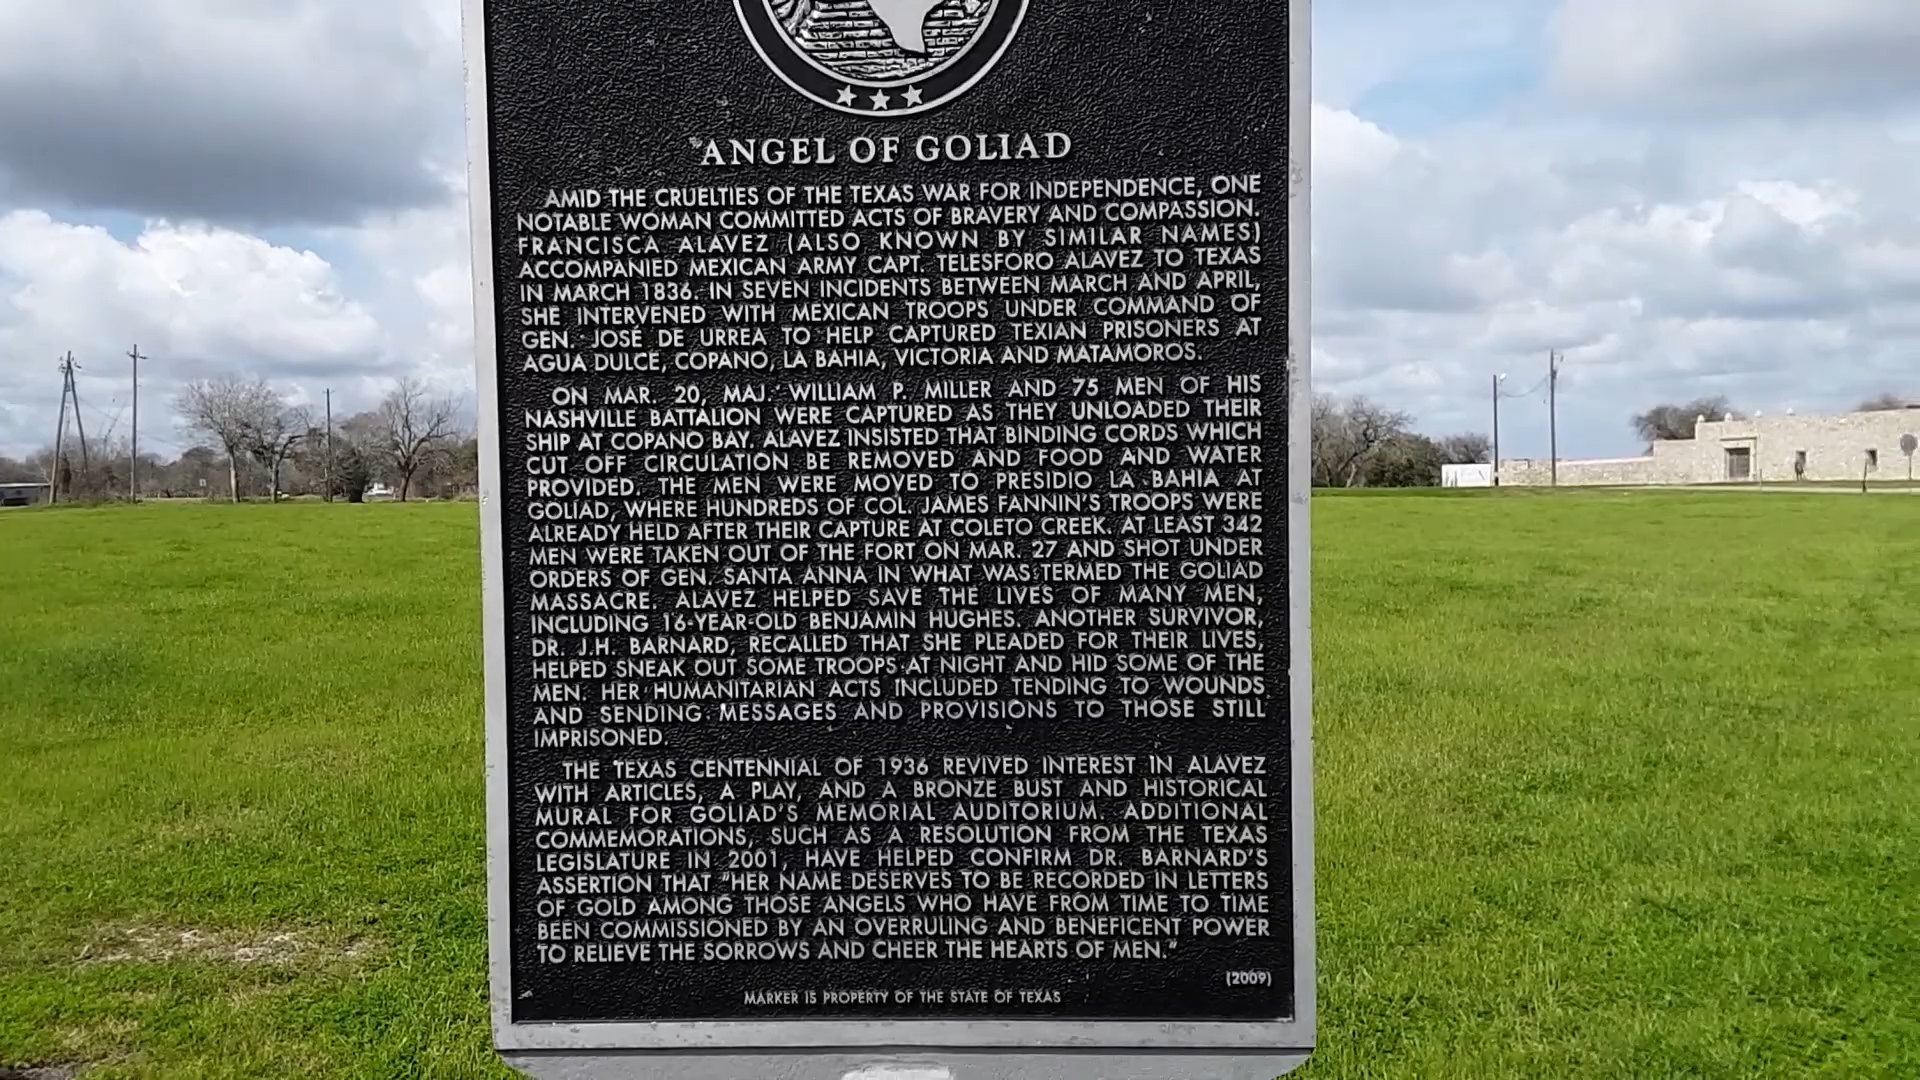 ANGEL OF GOLIAD
AMID THE CRUELTIES OF THE TEXAS WAR FOR INDEPENDENCE, ONE
NOTABLE WOMAN COMMITTED ACTS OF BRAVERY AND COMPASSION.
FRANCISCA ALAVEZ (ALSO KNOWN BY SIMILAR NAMES)
ACCOMPANIED MEXICAN ARMY CAPT. TELESFORO ALAVEZ TO TEXAS
IN MARCH 1836. IN SEVEN INCIDENTS BETWEEN MARCH AND APRIL,
SHE INTERVENED WITH MEXICAN TROOPS UNDER COMMAND OF
GEN. JOSÉ DE URREA TO HELP CAPTURED TEXIAN PRISONERS AT
AGUA DULCE, COPANO, LA BAHIA, VICTORIA AND MATAMOROS.
ON MAR. 20, MAJ. WILLIAM P. MILLER AND 75 MEN OF HIS
NASHVILLE BATTALION WERE CAPTURED AS THEY UNLOADED THEIR
SHIP AT COPANO BAY. ALAVEZ INSISTED THAT BINDING CORDS WHICH
CUT OFF CIRCULATION BE REMOVED AND FOOD AND WATER
PROVIDED. THE MEN WERE MOVED TO PRESIDIO LA BAHIA AT
GOLIAD, WHERE HUNDREDS OF COL. JAMES FANNIN'S TROOPS WERE
ALREADY HELD AFTER THEIR CAPTURE AT COLETO CREEK. AT LEAST 342
MEN WERE TAKEN OUT OF THE FORT ON MAR. 27 AND SHOT UNDER
ORDERS OF GEN. SANTA ANNA IN WHAT WAS TERMED THE GOLIAD
MASSACRE. ALAVEZ HELPED SAVE THE LIVES OF MANY MEN,
INCLUDING 16-YEAR-OLD BENJAMIN HUGHES. ANOTHER SURVIVOR,
DR. J.H. BARNARD, RECALLED THAT SHE PLEADED FOR THEIR LIVES,
HELPED SNEAK OUT SOME TROOPS AT NIGHT AND HID SOME OF THE
MEN. HER HUMANITARIAN ACTS INCLUDED TENDING TO WOUNDS
AND SENDING MESSAGES AND PROVISIONS TO THOSE STILL
IMPRISONED.
THE TEXAS CENTENNIAL OF 1936 REVIVED INTEREST IN ALAVEZ
WITH ARTICLES, A PLAY, AND A BRONZE BUST AND HISTORICAL
MURAL FOR GOLIAD'S MEMORIAL AUDITORIUM. ADDITIONAL
COMMEMORATIONS, SUCH AS A RESOLUTION FROM THE TEXAS
LEGISLATURE IN 2001, HAVE HELPED CONFIRM DR. BARNARD'S
ASSERTION THAT "HER NAME DESERVES TO BE RECORDED IN LETTERS
OF GOLD AMONG THOSE ANGELS WHO HAVE FROM TIME TO TIME
BEEN COMMISSIONED BY AN OVERRULING AND BENEFICENT POWER
TO RELIEVE THE SORROWS AND CHEER THE HEARTS OF MEN."
(2009)
MARKER IS PROPERTY OF THE STATE OF TEXAS